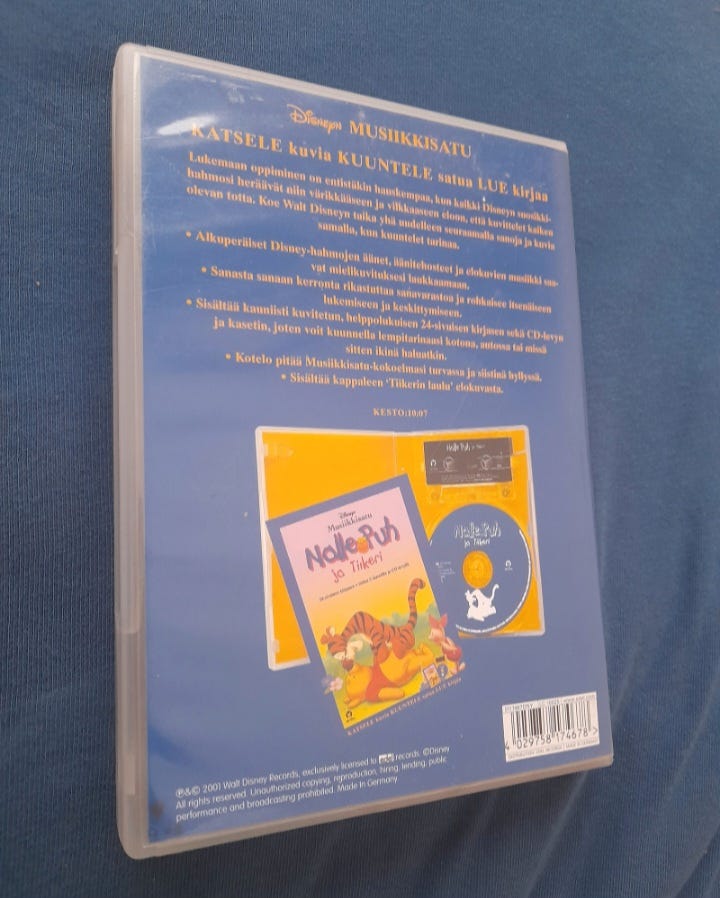 Disneyn MUSIIKKISATU
KATSELE kuvia KUUNTELE satua LUE kirjaa
Lukemaan oppiminen on entistäkin hauskempaa, kun kaikki Disneyn suosikki-
hahmosi heräävät niin värikkääseen ja vilkkaaseen eloon, että kuvittelet kaiken
olevan totta. Koe Walt Disneyn taika yhä uudelleen seuraamalla sanoja ja kuvia
samalla, kun kuuntelet tarinaa.
• Alkuperäiset Disney-hahmojen äänet, äänitehosteet ja elokuvien musiikki saa-
vat mielikuvituksesi laukkaamaan.
• Sanasta sanaan kerronta rikastuttaa sanavarastoa ja rohkaisee itsenäiseen
lukemiseen ja keskittymiseen.
• Sisältää kauniisti kuvitetun, helppolukuisen 24-sivuisen kirjasen sekä CD-levyn
ja kasetin, joten voit kuunnella lempitarinaasi kotona, autossa tai missä
sitten ikinä haluatkin.
• Kotelo pitää Musiikkisatu-kokoelmasi turvassa ja siistinä hyllyssä.
• Sisältää kappaleen ‘Tiikerin laulu’ elokuvasta.
KESTO:10:07
Nalle Puh ja Tiikeri
Disney
Musiikkisatu
Nalle Puh
ja Tiikeri
Nalle Puh
ja Tiikeri
KATSELE kuvia KUUNTELE satua LUE kirjaa
4 029758 174678 >
℗&© 2001 Walt Disney Records, exclusively licensed to edel records. ©Disney
All rights reserved. Unauthorized copying, reproduction, hiring, lending, public
performance and broadcasting prohibited. Made in Germany.